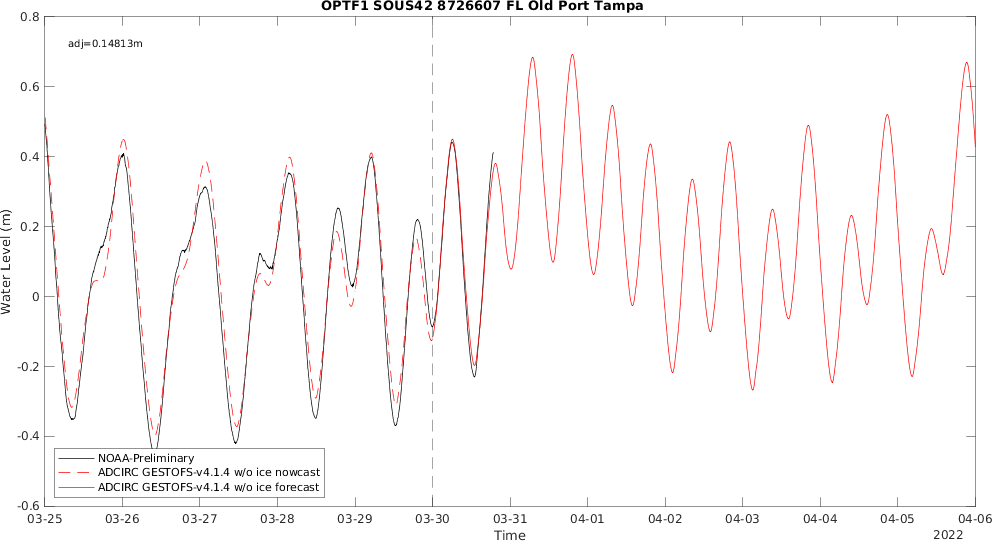 OPTF1 SOUS42 8726607 FL Old Port Tampa
adj=0.14813m
Water Level (m)
0.8
0.6
0.4
0.2
0
-0.2
-0.4
-0.6
NOAA-Preliminary
ADCIRC GESTOFS-v4.1.4 w/o ice nowcast
ADCIRC GESTOFS-v4.1.4 w/o ice forecast
03-25 03-26 03-27 03-28 03-29 03-30 03-31 04-01 04-02 04-03 04-04 04-05 04-06
Time
2022